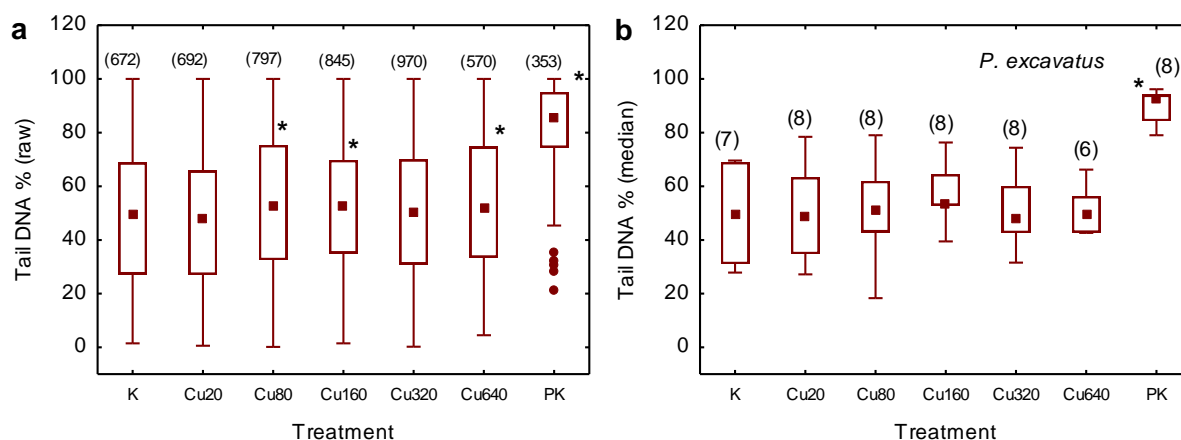 a
Tail DNA % (raw)
120
100
80
60
40
20
0
(672) (692) (797) (845) (970) (570) (353)
* * * *
K Cu20 Cu80 Cu160 Cu320 Cu640 PK
Treatment
b
Tail DNA % (median)
120
100
80
60
40
20
0
P. excavatus
(7) (8) (8) (8) (8) (6) (8)
*
K Cu20 Cu80 Cu160 Cu320 Cu640 PK
Treatment